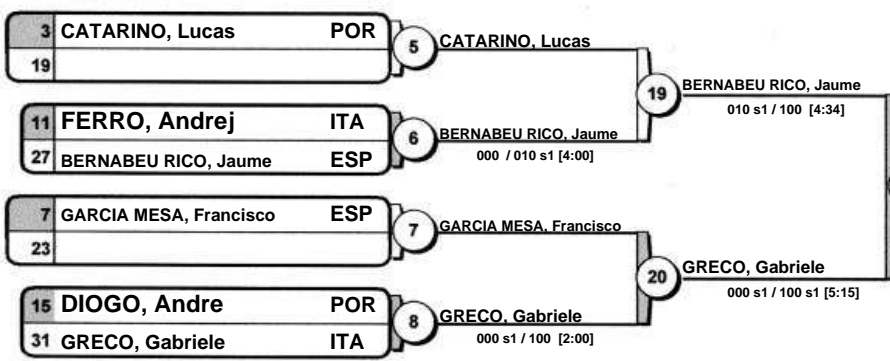 3 CATARINO, Lucas POR
19
5 CATARINO, Lucas
11 FERRO, Andrej ITA
27 BERNABEU RICO, Jaume ESP
6 BERNABEU RICO, Jaume
000 / 010 s1 [4:00]
19 BERNABEU RICO, Jaume
010 s1 / 100 [4:34]
7 GARCIA MESA, Francisco ESP
23
7 GARCIA MESA, Francisco
15 DIOGO, Andre POR
31 GRECO, Gabriele ITA
8 GRECO, Gabriele
000 s1 / 100 [2:00]
20 GRECO, Gabriele
000 s1 / 100 s1 [5:15]